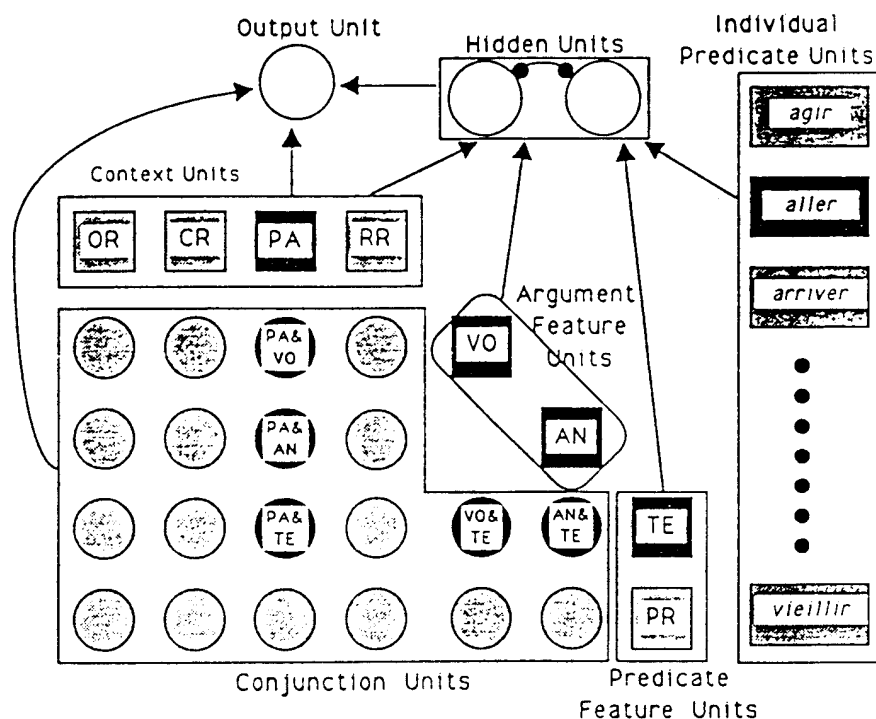 Output Unit
Hidden Units
Individual
Predicate Units
agir
Context Units
aller
OR CR PA RR
arriver
Argument
Feature
Units
PA&
VO
VO
PA&
AN
AN
PA&
TE
VO&
TE
AN&
TE
TE
PR
vieillir
Conjunction Units
Predicate
Feature Units